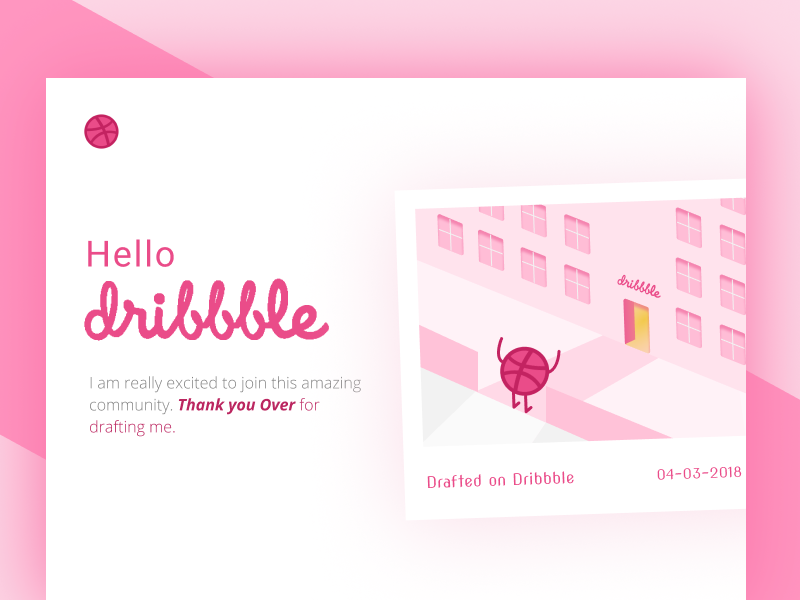 Hello
dribbble
I am really excited to join this amazing
community. Thank you Over for
drafting me.
dribbble
Drafted on Dribbble
04-03-2018